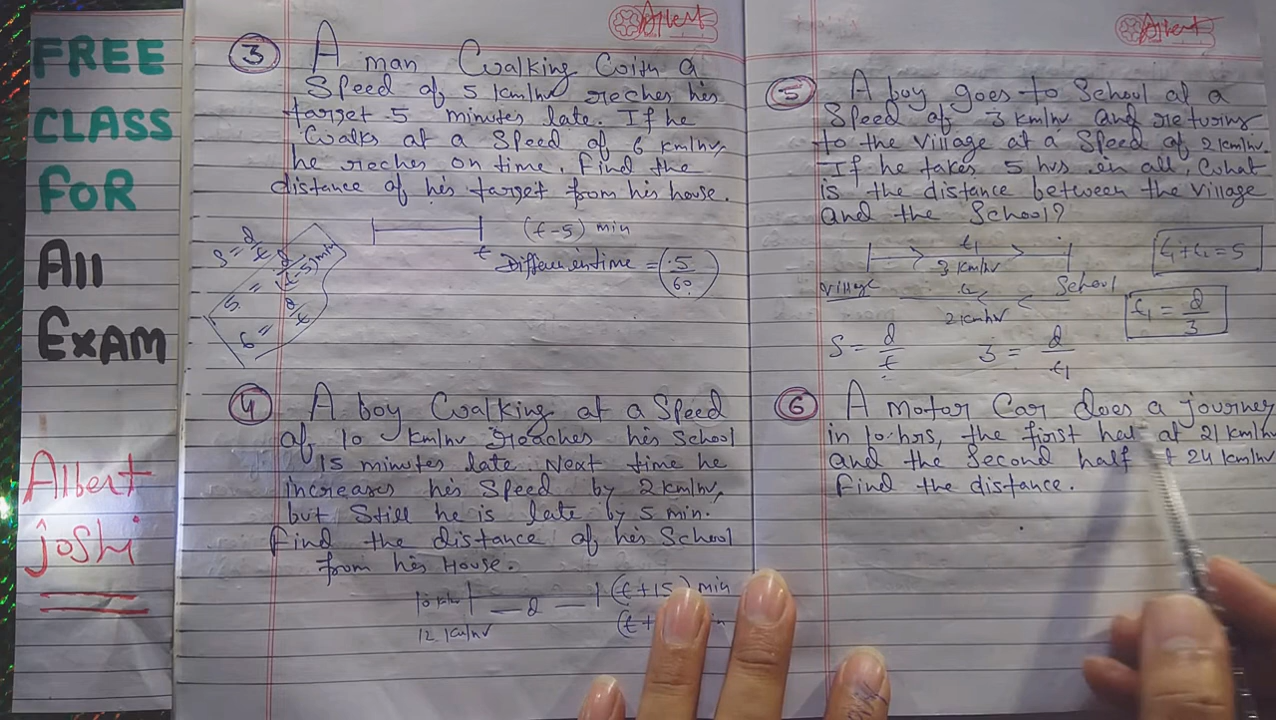 FREE
CLASS
FOR
All
ExAM
Albert
joshi
Albert
3 A man Walking With a
Speed of 5 km/hr reches his
target 5 minutes late. If he
Walks at a Speed of 6 km/hr,
he reches on time. Find the
distance of his target from his house.
t (t-5) min
Different time = 5/60
S = d/t
5 = d/(t-5) min
6 = d/t
4 A boy Walking at a Speed
of 10 km/hr reaches his School
15 minutes late. Next time he
increases his Speed by 2 km/hr,
but Still he is late by 5 min.
Find the distance of his School
from his House.
10 km/hr d (t+15) min
12 km/hr (t+
Albert
5 A boy goes to School at a
Speed of 3 km/hr and returns
to the village at a Speed of 2 km/hr.
If he takes 5 hrs in all, What
is the distance between the village
and the School?
t1 t1+t2=5
3 km/hr
village School
2 km/hr t1 = d/3
S = d/t 3 = d/t1
6 A Motor Car does a journey
in 10 hrs, the first hal at 21 km/hr
and the Second half t 24 km/hr
Find the distance.